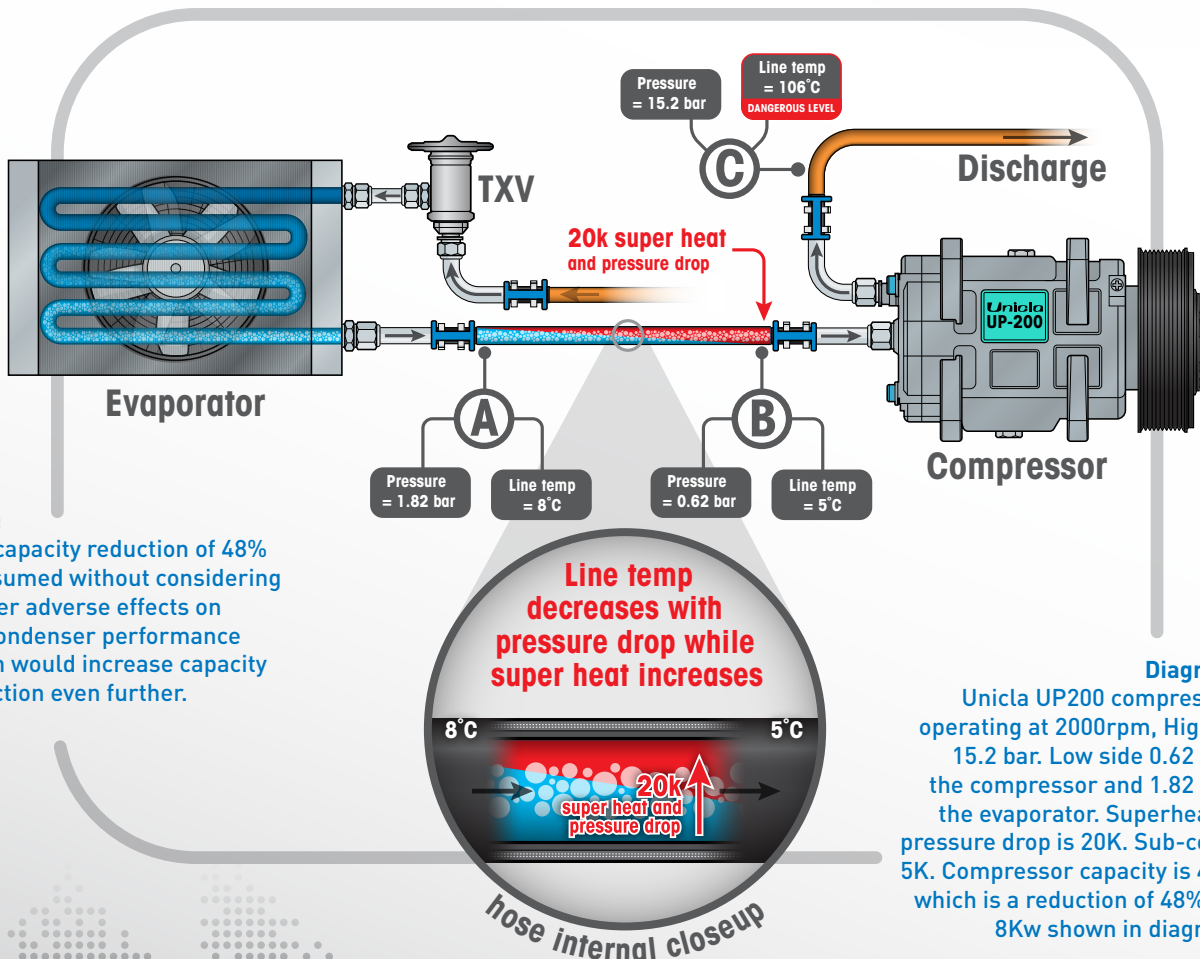 Pressure
= 15.2 bar
Line temp
= 106°C
DANGEROUS LEVEL
C
Discharge
TXV
20k super heat
and pressure drop
Unicla
UP-200
Evaporator
A
B
Compressor
Pressure
= 1.82 bar
Line temp
= 8°C
Pressure
= 0.62 bar
Line temp
= 5°C
capacity reduction of 48%
sumed without considering
er adverse effects on
ondenser performance
h would increase capacity
ction even further.
Line temp
decreases with
pressure drop while
super heat increases
8°C
5°C
20k
super heat and
pressure drop
hose internal closeup
Diagr
Unicla UP200 compres
operating at 2000rpm, Hig
15.2 bar. Low side 0.62
the compressor and 1.82
the evaporator. Superhea
pressure drop is 20K. Sub-co
5K. Compressor capacity is 4
which is a reduction of 48%
8Kw shown in diagr